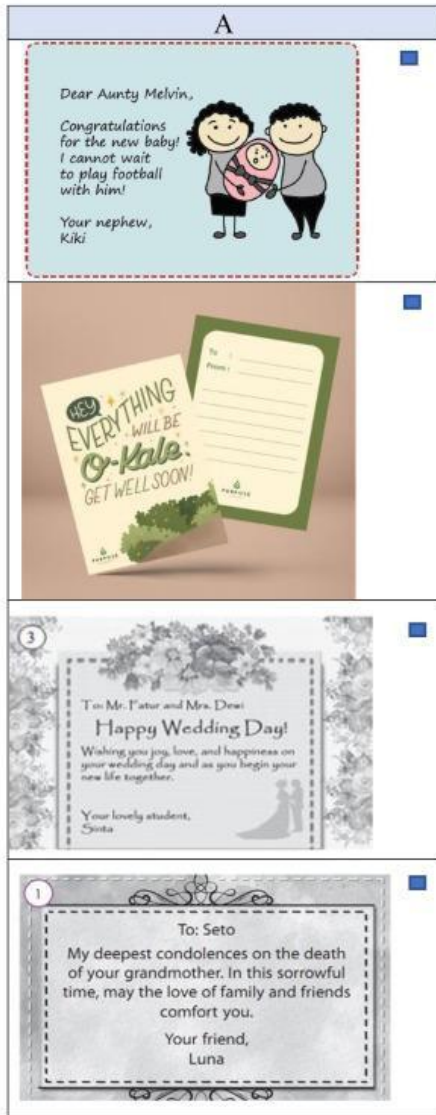 A
Dear Aunty Melvin,
Congratulations
for the new baby!
I cannot wait
to play football
with him!
Your nephew,
Kiki
HEY
EVERYTHING
WILL BE
O-Kale.
GET WELL SOON!
PURFUZE
To :
From :
PURFUZE
3
To: Mr. Fatur and Mrs. Dewi
Happy Wedding Day!
Wishing you joy, love, and happiness on
your wedding day and as you begin your
new life together.
Your lovely student,
Sinta
1
To: Seto
My deepest condolences on the death
of your grandmother. In this sorrowful
time, may the love of family and friends
comfort you.
Your friend,
Luna